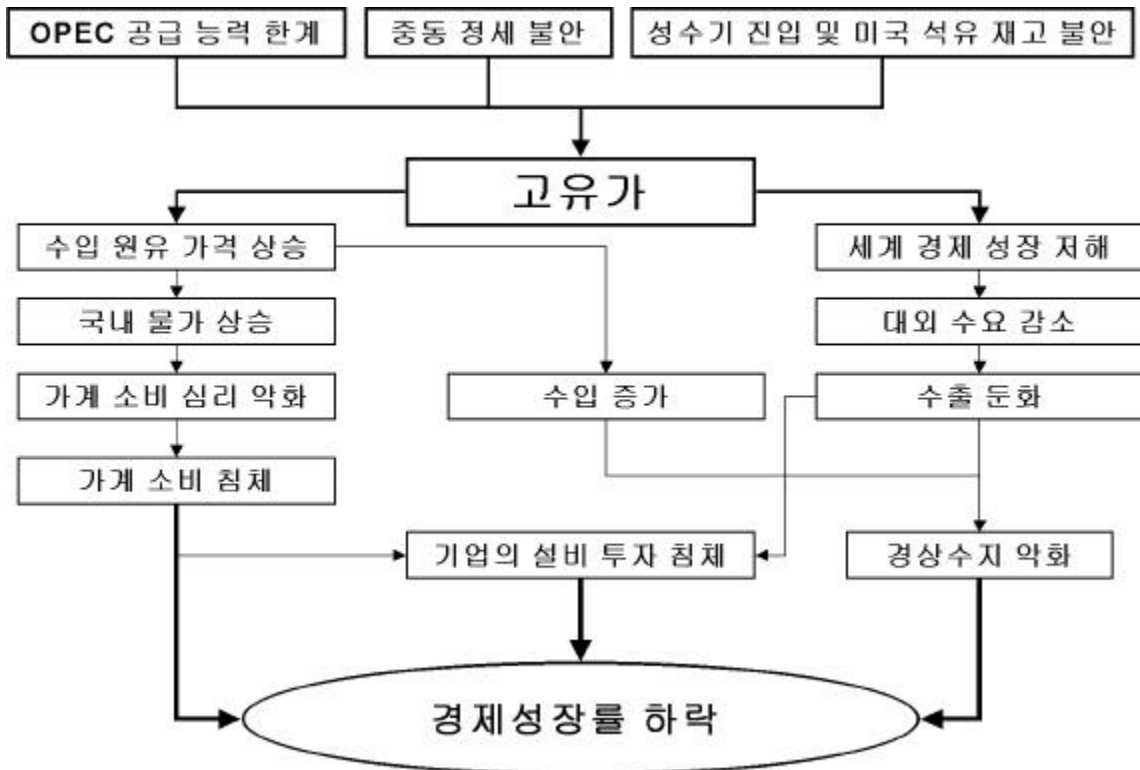 OPEC 공급 능력 한계
중동 정세 불안
성수기 진입 및 미국 석유 재고 불안
고유가
수입 원유 가격 상승
세계 경제 성장 저해
국내 물가 상승
대외 수요 감소
가계 소비 심리 악화
수입 증가
수출 둔화
가계 소비 침체
기업의 설비 투자 침체
경상수지 악화
경제성장률 하락